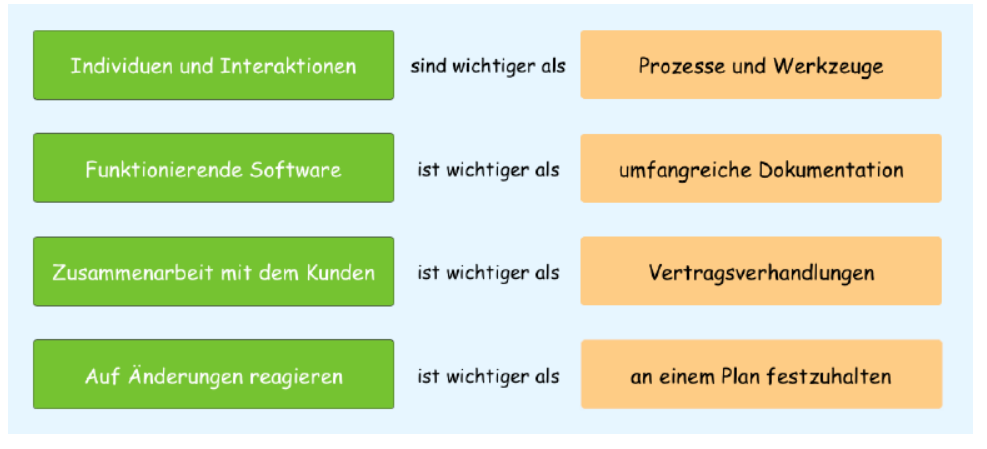 Individuen und Interaktionen sind wichtiger als Prozesse und Werkzeuge
Funktionierende Software ist wichtiger als umfangreiche Dokumentation
Zusammenarbeit mit dem Kunden ist wichtiger als Vertragsverhandlungen
Auf Änderungen reagieren ist wichtiger als an einem Plan festzuhalten